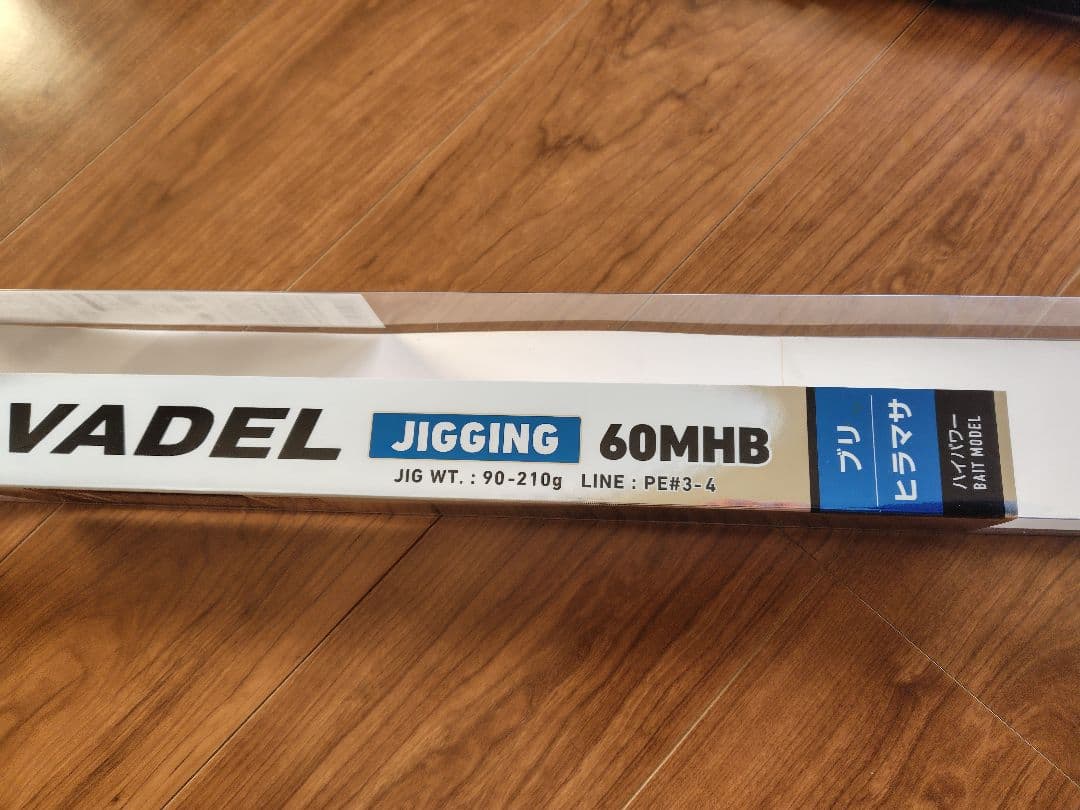 VADEL
JIGGING
60MHB
JIG WT. : 90-210g LINE : PE#3-4
ブリ
ヒラマサ
ハイパワー
BAIT MODEL